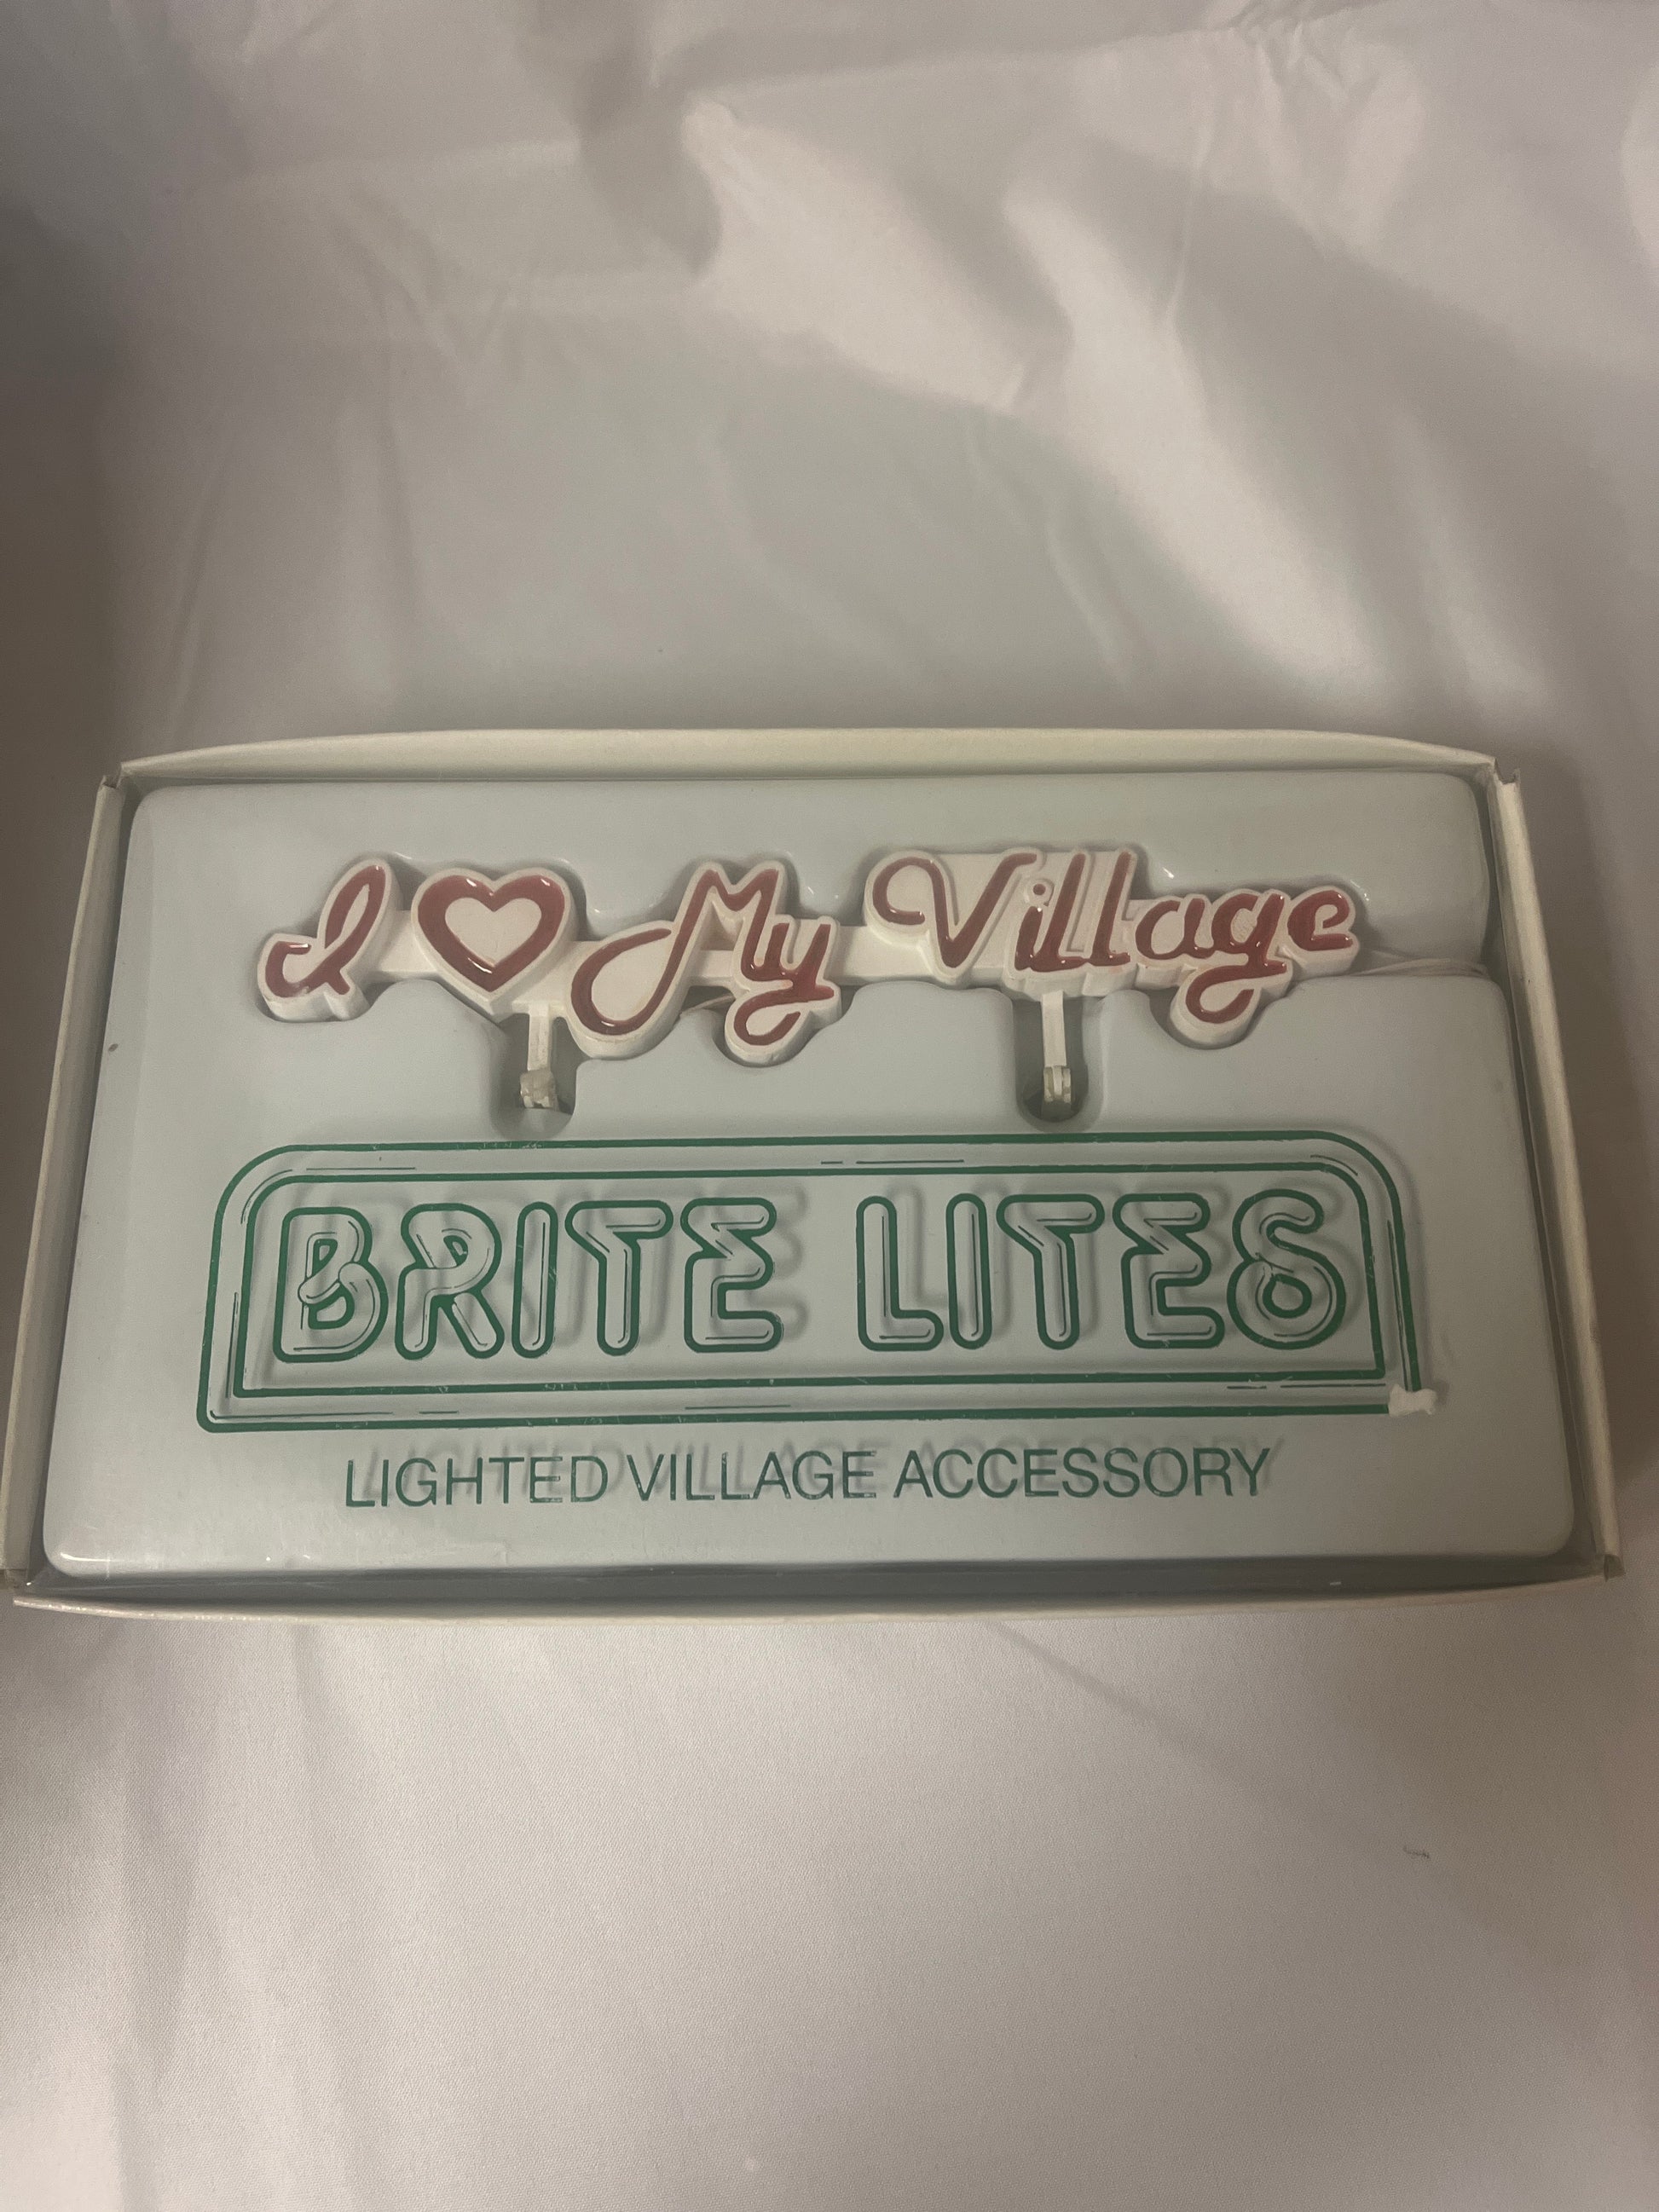 I ♡ My Village
BRITE LITES
LIGHTED VILLAGE ACCESSORY